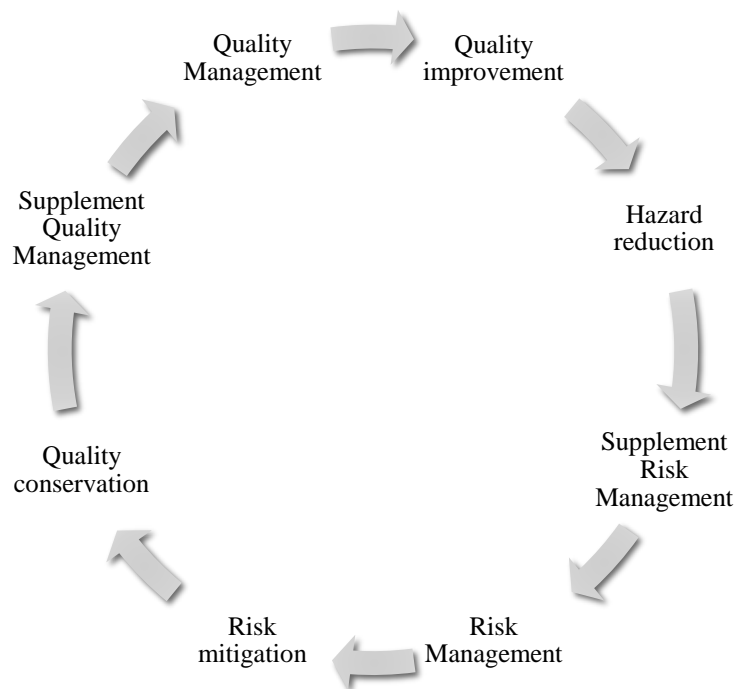 Quality
Management
Quality
improvement
Hazard
reduction
Supplement
Risk
Management
Risk
Management
Risk
mitigation
Quality
conservation
Supplement
Quality
Management